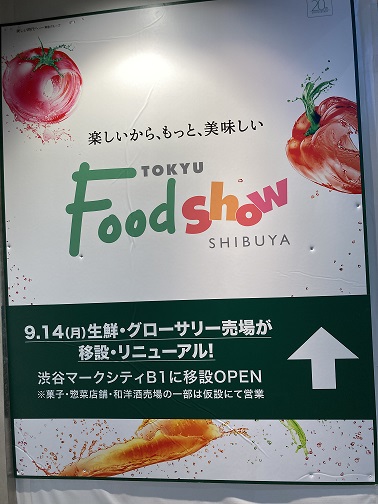 20th
楽しいから、もっと、美味しい
TOKYU
Food show
SHIBUYA
9.14(月)生鮮・グローサリー売場が
移設・リニューアル!
渋谷マークシティB1に移設OPEN
※菓子・惣菜店舗・和洋酒売場の一部は仮設にて営業